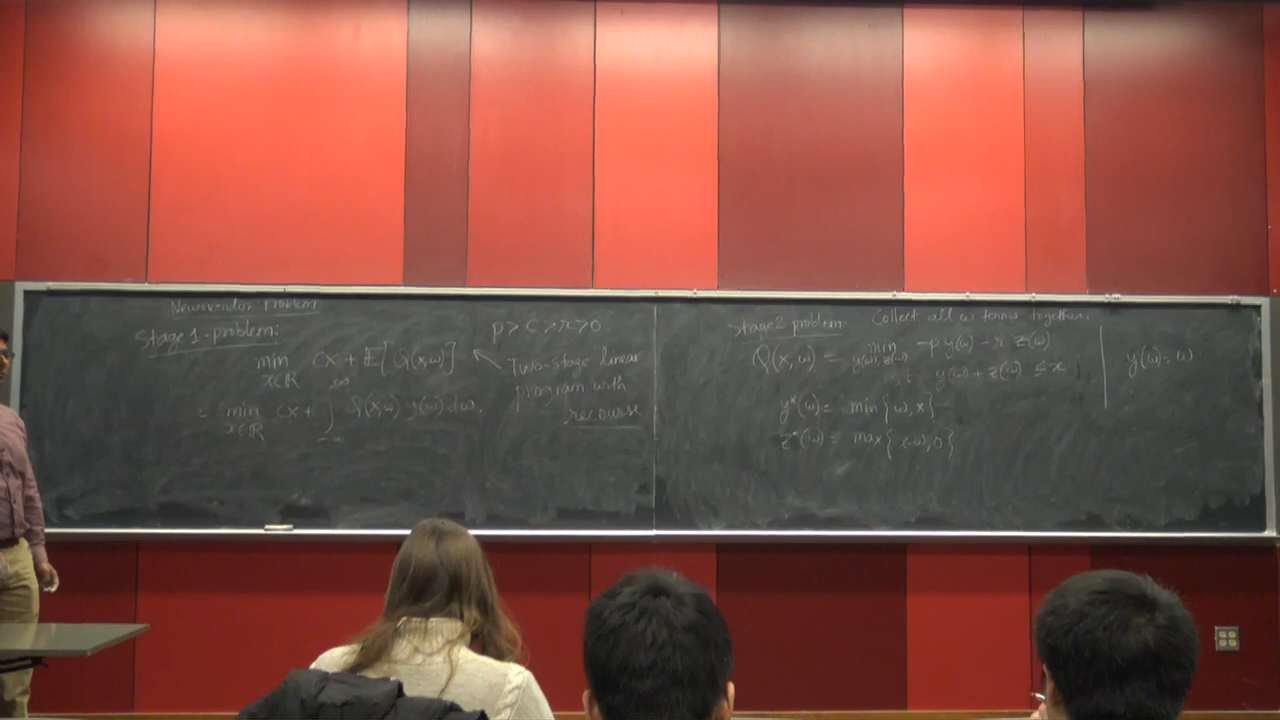 Newsvendor problem
Stage 1-problem:
p > c > r > 0.
min cx + E[Q(x,ω)]
x∈ℝ
Two-stage linear
program with
recourse
= min cx + ∫ Q(x,ω) g(ω) dω.
x∈ℝ
Stage 2 problem: Collect all ω terms together.
Q(x,ω) = min -p y(ω) - r z(ω)
y(ω), z(ω)
y(ω) + z(ω) ≤ x
y*(ω) = min{ω, x}
z*(ω) = max{x-ω, 0}
y(ω) = ω